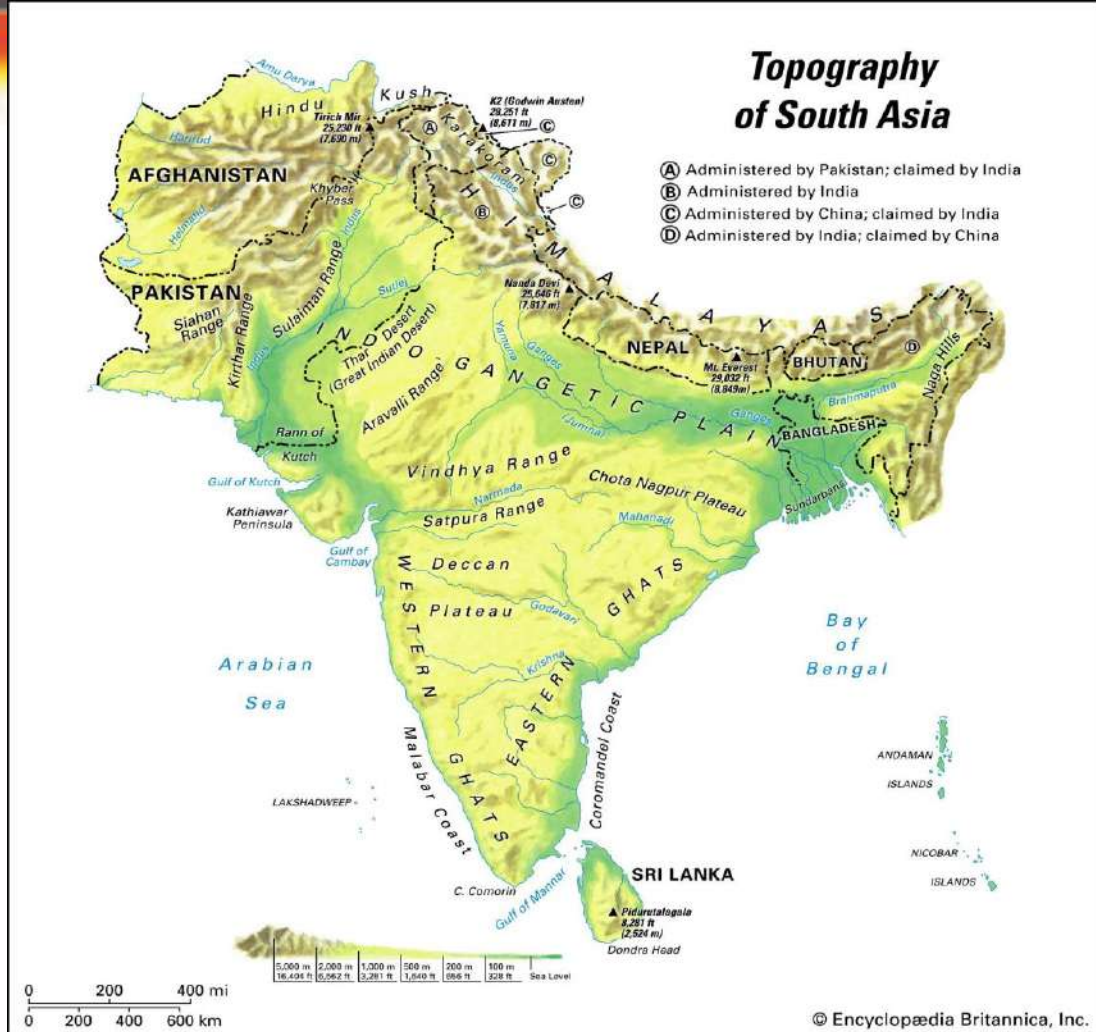 Topography
of South Asia
Ⓐ Administered by Pakistan; claimed by India
Ⓑ Administered by India
Ⓒ Administered by China; claimed by India
Ⓓ Administered by India; claimed by China
Amu Darya
Hindu Kush
Tirich Mir
25,230 ft
(7,690 m)
K2 (Godwin Austen)
28,251 ft
(8,611 m)
Ⓐ
Karakoram
Ⓒ
Ⓒ
Ⓒ
Harirud
AFGHANISTAN
Khyber
Pass
Indus
Ⓑ
HIMALAYAS
Helmand
Indus
Sulaiman Range
Sutlej
Nanda Devi
25,646 ft
(7,817 m)
PAKISTAN
Siahan
Range
Kirthar Range
Indus
Thar Desert
(Great Indian Desert)
INDO GANGETIC PLAIN
Yamuna
Ganges
NEPAL
Mt. Everest
29,032 ft
(8,849m)
BHUTAN
Ⓓ
Naga Hills
Brahmaputra
Aravalli Range
(Jumna)
Ganges
BANGLADESH
Rann of
Kutch
Vindhya Range
Chota Nagpur Plateau
Sundarbans
Gulf of Kutch
Narmada
Kathiawar
Peninsula
Satpura Range
Mahanadi
Gulf of
Cambay
Deccan
Plateau
Godavari
WESTERN GHATS
EASTERN GHATS
Krishna
Arabian
Sea
Bay
of
Bengal
Malabar Coast
Coromandel Coast
LAKSHADWEEP
ANDAMAN
ISLANDS
NICOBAR
ISLANDS
C. Comorin
Gulf of Mannar
SRI LANKA
Pidurutalagala
8,281 ft
(2,524 m)
Dondra Head
5,000 m 2,000 m 1,000 m 500 m 200 m 100 m
16,404 ft 6,562 ft 3,281 ft 1,640 ft 656 ft 328 ft Sea Level
0 200 400 mi
0 200 400 600 km
© Encyclopædia Britannica, Inc.